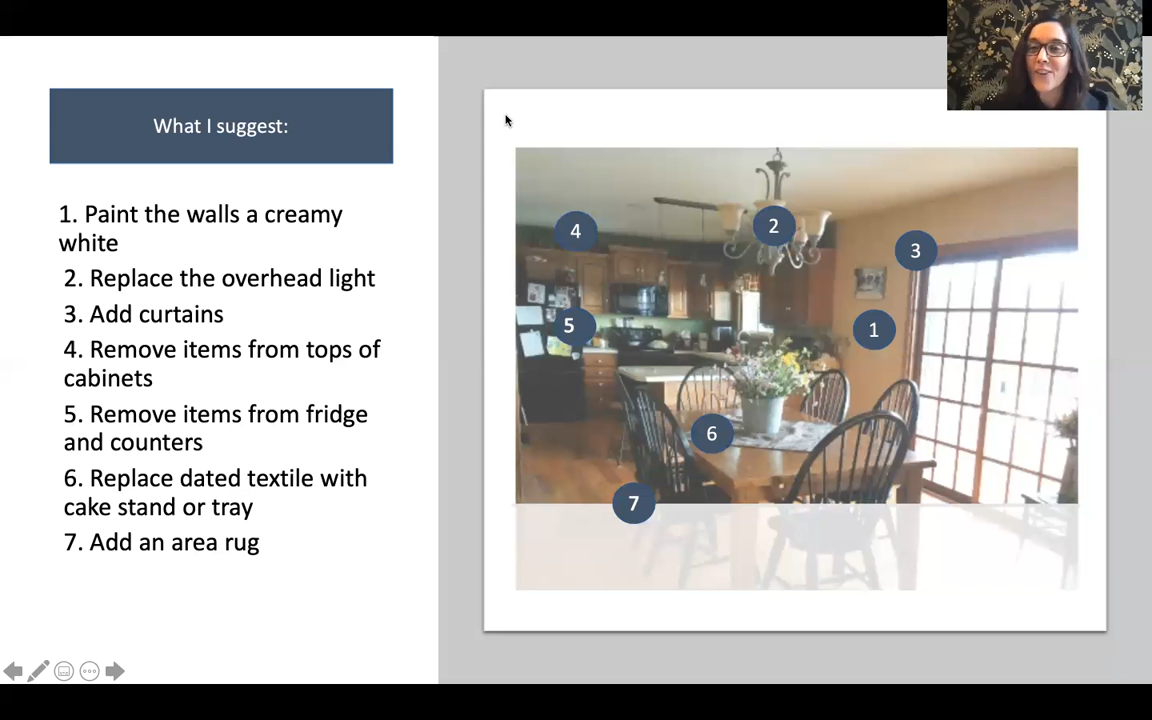 What I suggest:
1. Paint the walls a creamy
white
2. Replace the overhead light
3. Add curtains
4. Remove items from tops of
cabinets
5. Remove items from fridge
and counters
6. Replace dated textile with
cake stand or tray
7. Add an area rug
4
2
3
5
1
6
7